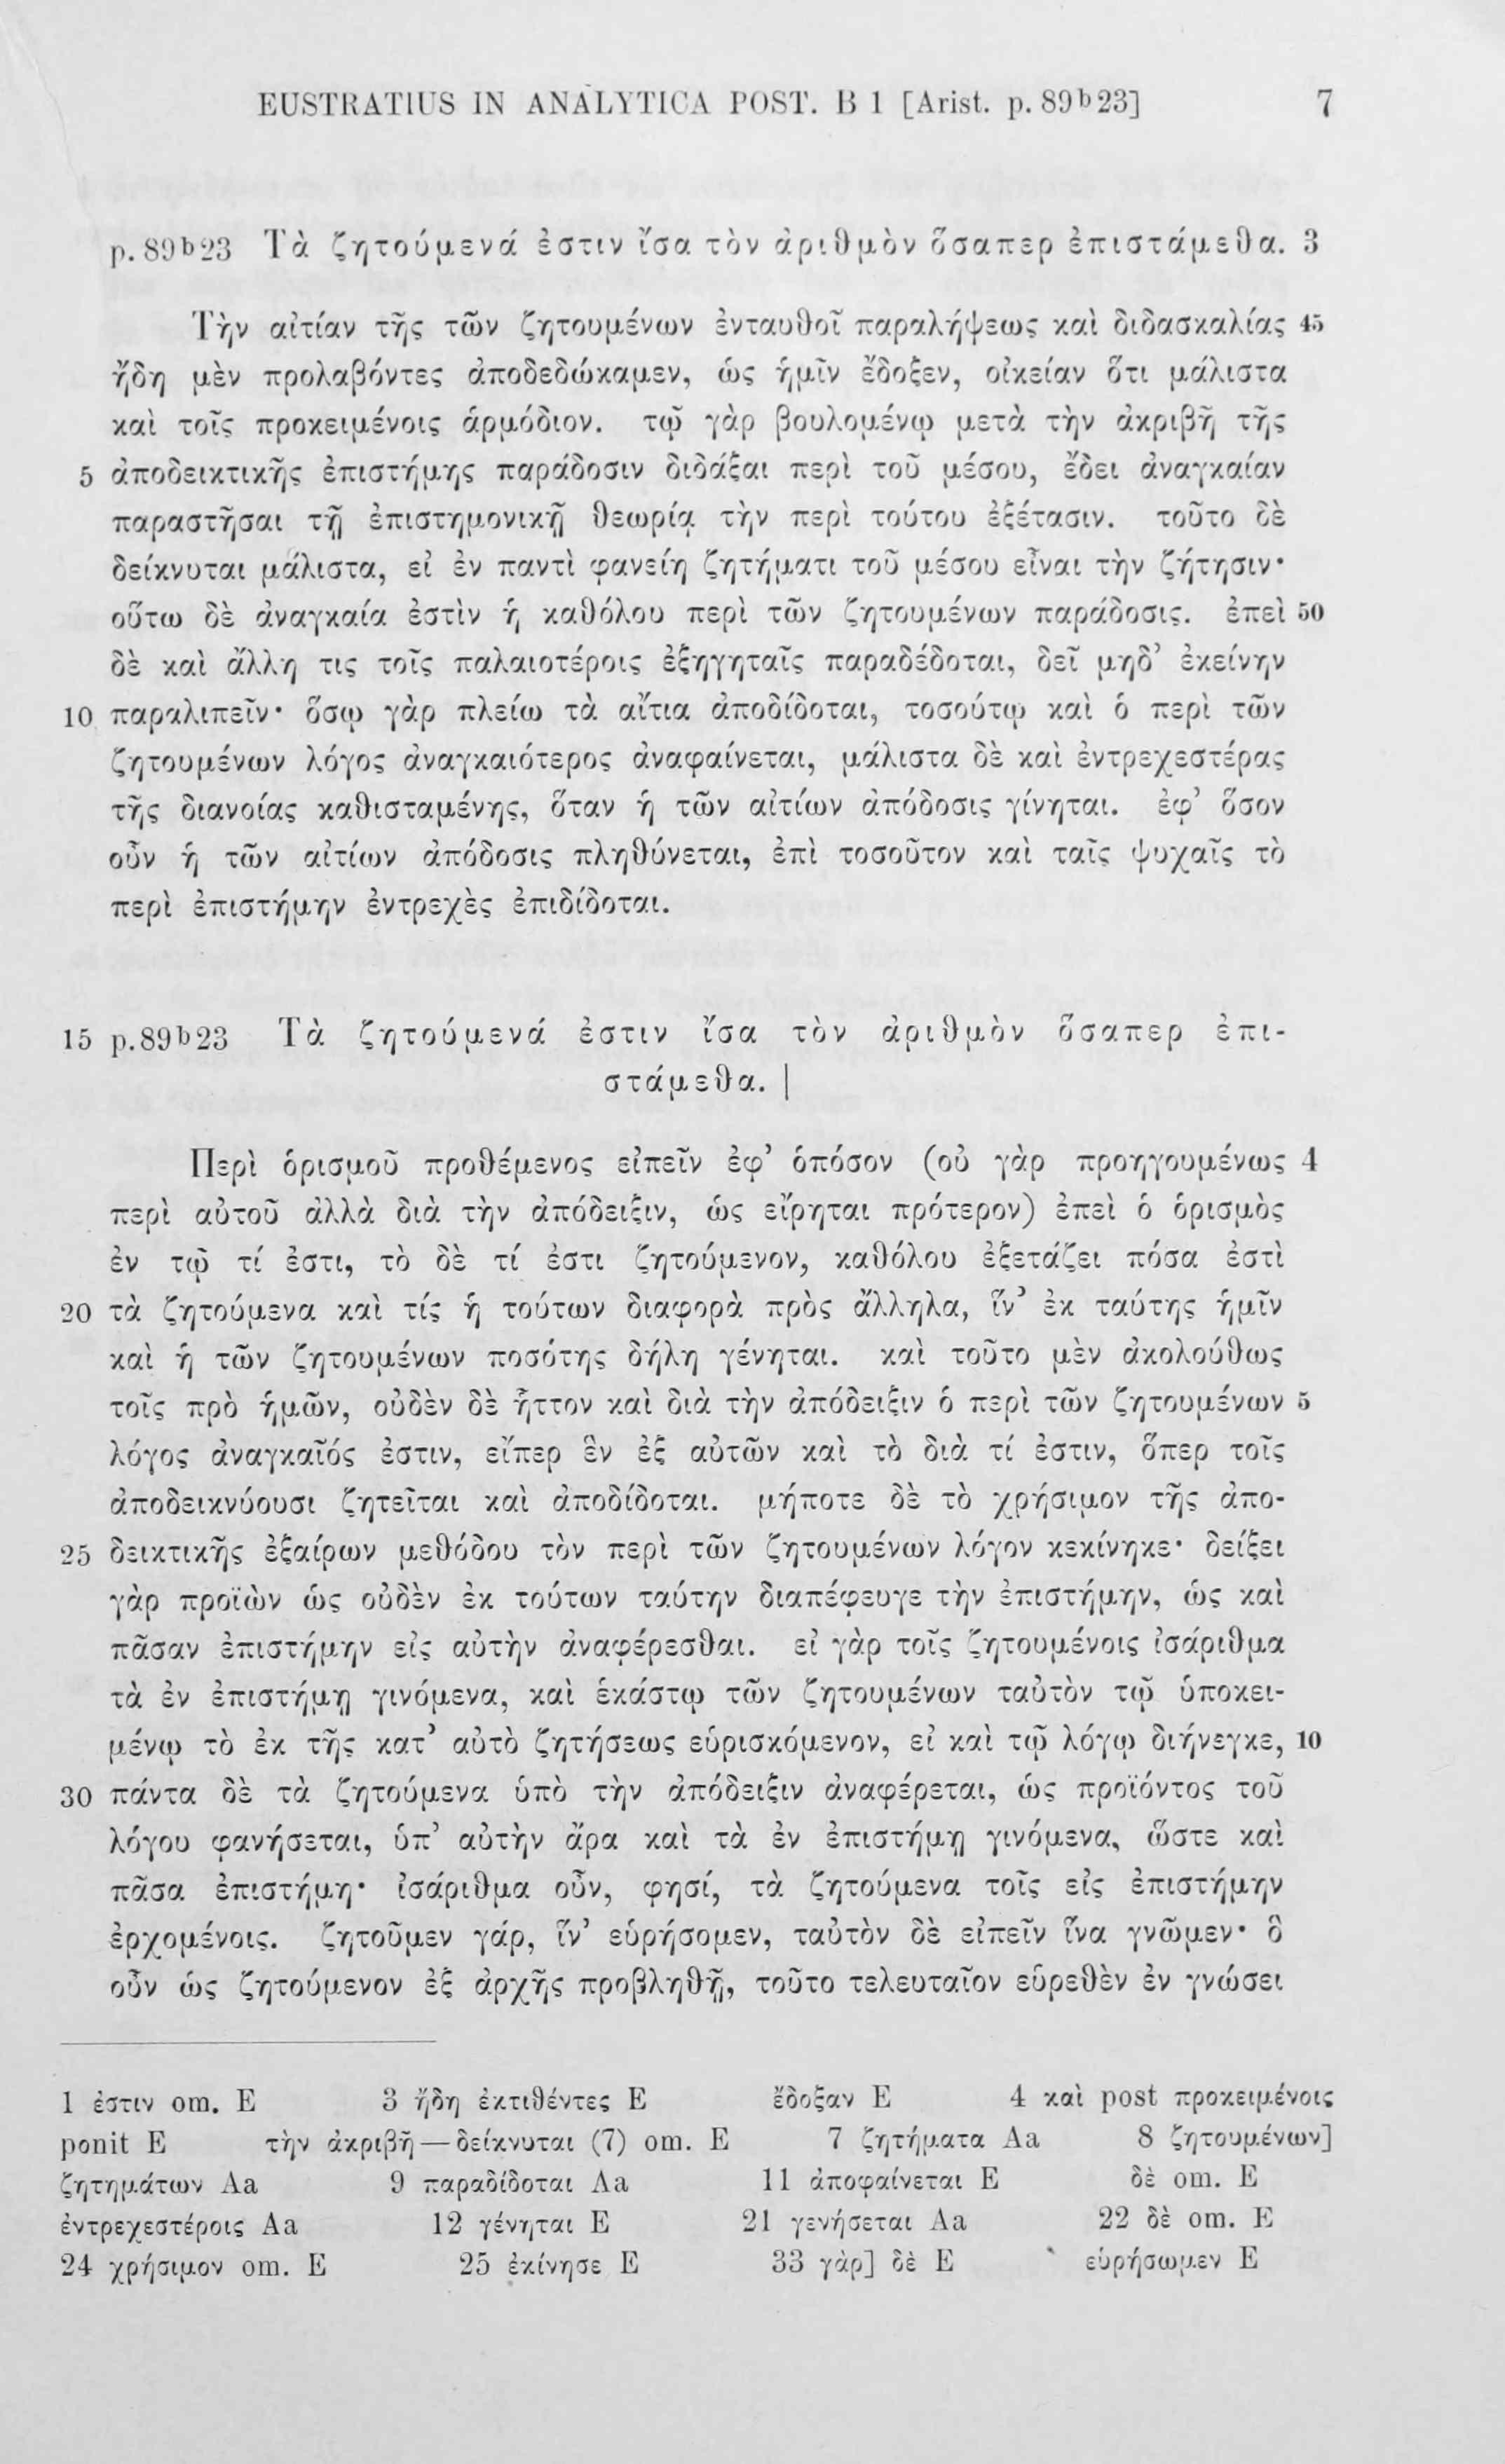 EUSTRATIUS IN ANALYTICA POST. B 1 [Arist. p. 89b23] 7
p. 89b23 Τὰ ζητούμενά ἐστιν ἴσα τὸν ἀριθμὸν ὅσαπερ ἐπιστάμεθα. 3
Τὴν αἰτίαν τῆς τῶν ζητουμένων ἐνταυθοῖ παραλήψεως καὶ διδασκαλίας 45
ἤδη μὲν προλαβόντες ἀποδεδώκαμεν, ὡς ἡμῖν ἔδοξεν, οἰκείαν ὅτι μάλιστα
καὶ τοῖς προκειμένοις ἁρμόδιον. τῷ γὰρ βουλομένῳ μετὰ τὴν ἀκριβῆ τῆς
5 ἀποδεικτικῆς ἐπιστήμης παράδοσιν διδάξαι περὶ τοῦ μέσου, ἔδει ἀναγκαίαν
παραστῆσαι τῇ ἐπιστημονικῇ θεωρίᾳ τὴν περὶ τούτου ἐξέτασιν. τοῦτο δὲ
δείκνυται μάλιστα, εἰ ἐν παντὶ φανείη ζητήματι τοῦ μέσου εἶναι τὴν ζήτησιν·
οὕτω δὲ ἀναγκαία ἐστὶν ἡ καθόλου περὶ τῶν ζητουμένων παράδοσις. ἐπεὶ 50
δὲ καὶ ἄλλη τις τοῖς παλαιοτέροις ἐξηγηταῖς παραδέδοται, δεῖ μηδ’ ἐκείνην
10 παραλιπεῖν· ὅσῳ γὰρ πλείω τὰ αἴτια ἀποδίδοται, τοσούτῳ καὶ ὁ περὶ τῶν
ζητουμένων λόγος ἀναγκαιότερος ἀναφαίνεται, μάλιστα δὲ καὶ ἐντρεχεστέρας
τῆς διανοίας καθισταμένης, ὅταν ἡ τῶν αἰτίων ἀπόδοσις γίνηται. ἐφ’ ὅσον
οὖν ἡ τῶν αἰτίων ἀπόδοσις πληθύνεται, ἐπὶ τοσοῦτον καὶ ταῖς ψυχαῖς τὸ
περὶ ἐπιστήμην ἐντρεχὲς ἐπιδίδοται.
15 p. 89b23 Τὰ ζητούμενά ἐστιν ἴσα τὸν ἀριθμὸν ὅσαπερ ἐπι-
στάμεθα. |
Περὶ ὁρισμοῦ προθέμενος εἰπεῖν ἐφ’ ὁπόσον (οὐ γὰρ προηγουμένως 4
περὶ αὐτοῦ ἀλλὰ διὰ τὴν ἀπόδειξιν, ὡς εἴρηται πρότερον) ἐπεὶ ὁ ὁρισμὸς
ἐν τῷ τί ἐστι, τὸ δὲ τί ἐστι ζητούμενον, καθόλου ἐξετάζει πόσα ἐστὶ
20 τὰ ζητούμενα καὶ τίς ἡ τούτων διαφορὰ πρὸς ἄλληλα, ἵν’ ἐκ ταύτης ἡμῖν
καὶ ἡ τῶν ζητουμένων ποσότης δήλη γένηται. καὶ τοῦτο μὲν ἀκολούθως
τοῖς πρὸ ἡμῶν, οὐδὲν δὲ ἧττον καὶ διὰ τὴν ἀπόδειξιν ὁ περὶ τῶν ζητουμένων 5
λόγος ἀναγκαῖός ἐστιν, εἴπερ ἓν ἐξ αὐτῶν καὶ τὸ διὰ τί ἐστιν, ὅπερ τοῖς
ἀποδεικνύουσι ζητεῖται καὶ ἀποδίδοται. μήποτε δὲ τὸ χρήσιμον τῆς ἀπο-
25 δεικτικῆς ἐξαίρων μεθόδου τὸν περὶ τῶν ζητουμένων λόγον κεκίνηκε· δείξει
γὰρ προϊὼν ὡς οὐδὲν ἐκ τούτων ταύτην διαπέφευγε τὴν ἐπιστήμην, ὡς καὶ
πᾶσαν ἐπιστήμην εἰς αὐτὴν ἀναφέρεσθαι. εἰ γὰρ τοῖς ζητουμένοις ἰσάριθμα
τὰ ἐν ἐπιστήμῃ γινόμενα, καὶ ἑκάστῳ τῶν ζητουμένων ταὐτὸν τῷ ὑποκει-
μένῳ τὸ ἐκ τῆς κατ’ αὐτὸ ζητήσεως εὑρισκόμενον, εἰ καὶ τῷ λόγῳ διήνεγκε, 10
30 πάντα δὲ τὰ ζητούμενα ὑπὸ τὴν ἀπόδειξιν ἀναφέρεται, ὡς προϊόντος τοῦ
λόγου φανήσεται, ὑπ’ αὐτὴν ἄρα καὶ τὰ ἐν ἐπιστήμῃ γινόμενα, ὥστε καὶ
πᾶσα ἐπιστήμη· ἰσάριθμα οὖν, φησί, τὰ ζητούμενα τοῖς εἰς ἐπιστήμην
ἐρχομένοις. ζητοῦμεν γάρ, ἵν’ εὑρήσομεν, ταὐτὸν δὲ εἰπεῖν ἵνα γνῶμεν· ὃ
οὖν ὡς ζητούμενον ἐξ ἀρχῆς προβληθῇ, τοῦτο τελευταῖον εὑρεθὲν ἐν γνώσει
1 ἐστιν om. E 3 ἤδη ἐκτιθέντες E ἔδοξαν E 4 καὶ post προκειμένοις
ponit E τὴν ἀκριβῆ — δείκνυται (7) om. E 7 ζητήματα Aa 8 ζητουμένων]
ζητημάτων Aa 9 παραδίδοται Aa 11 ἀποφαίνεται E δὲ om. E
ἐντρεχεστέροις Aa 12 γένηται E 21 γενήσεται Aa 22 δὲ om. E
24 χρήσιμον om. E 25 ἐκίνησε E 33 γὰρ] δὲ E εὑρήσωμεν E